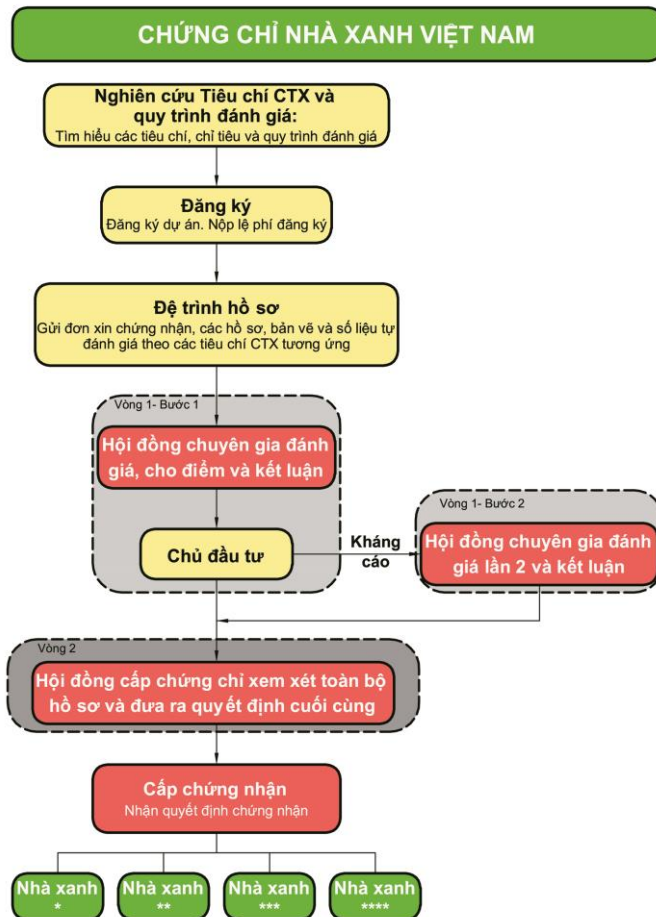 CHỨNG CHỈ NHÀ XANH VIỆT NAM
Nghiên cứu Tiêu chí CTX và
quy trình đánh giá:
Tìm hiểu các tiêu chí, chỉ tiêu và quy trình đánh giá
Đăng ký
Đăng ký dự án. Nộp lệ phí đăng ký
Đệ trình hồ sơ
Gửi đơn xin chứng nhận, các hồ sơ, bản vẽ và số liệu tự
đánh giá theo các tiêu chí CTX tương ứng
Vòng 1- Bước 1
Hội đồng chuyên gia đánh
giá, cho điểm và kết luận
Chủ đầu tư
Kháng
cáo
Vòng 1- Bước 2
Hội đồng chuyên gia đánh
giá lần 2 và kết luận
Vòng 2
Hội đồng cấp chứng chỉ xem xét toàn bộ
hồ sơ và đưa ra quyết định cuối cùng
Cấp chứng nhận
Nhận quyết định chứng nhận
Nhà xanh
*
Nhà xanh
**
Nhà xanh
***
Nhà xanh
****